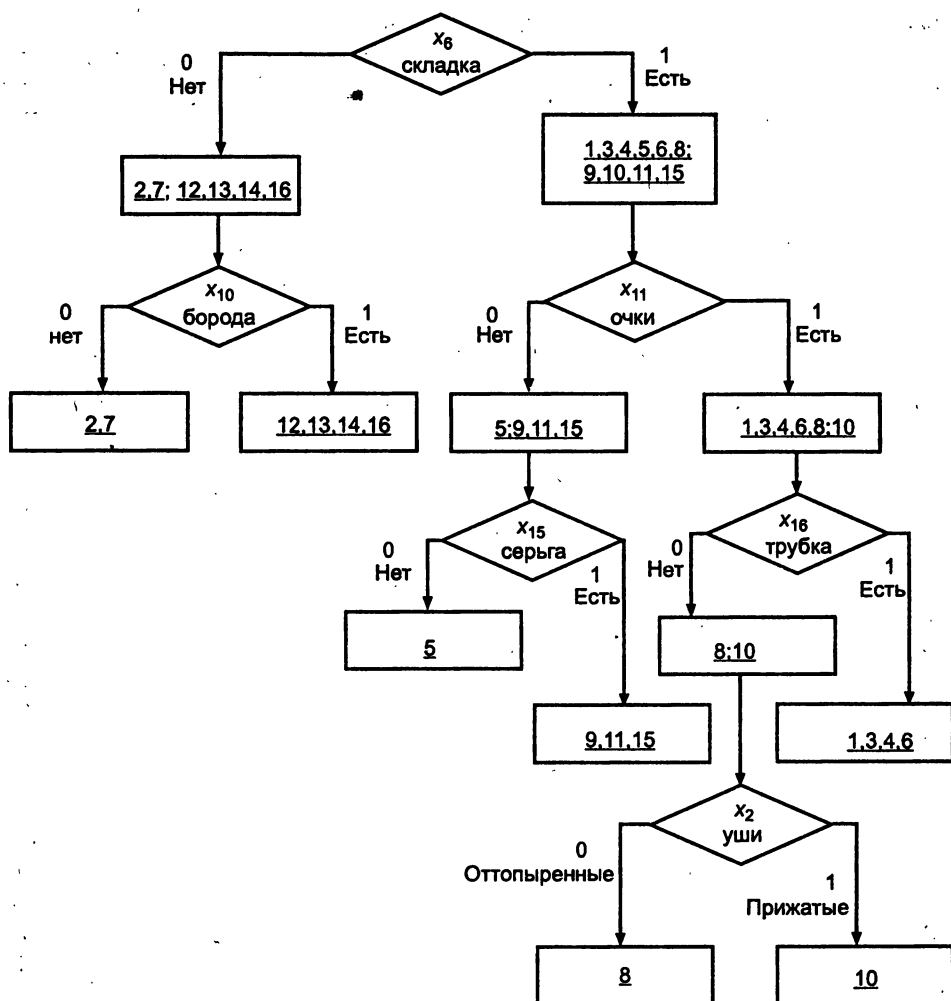 x6
складка
0
Нет
1
Есть
2,7; 12,13,14,16
1,3,4,5,6,8;
9,10,11,15
x10
борода
0
нет
1
Есть
x11
очки
0
Нет
1
Есть
2,7
12,13,14,16
5;9,11,15
1,3,4,6,8;10
x15
серьга
0
Нет
1
Есть
x16
трубка
0
Нет
1
Есть
5
8;10
9,11,15
1,3,4,6
x2
уши
0
Оттопыренные
1
Прижатые
8
10